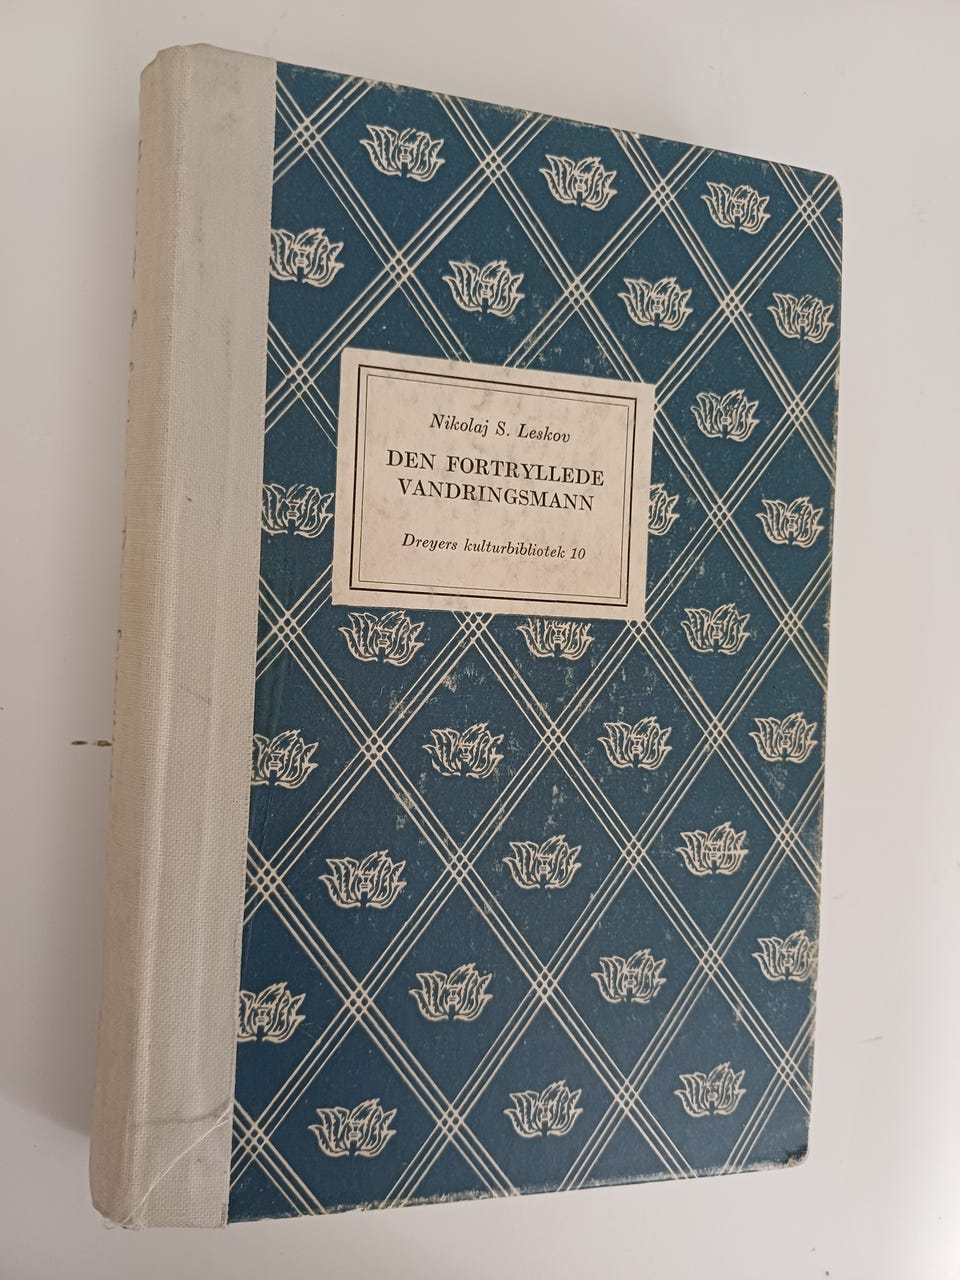 Nikolaj S. Leskov
DEN FORTRYLLEDE
VANDRINGSMANN
Dreyers kulturbibliotek 10